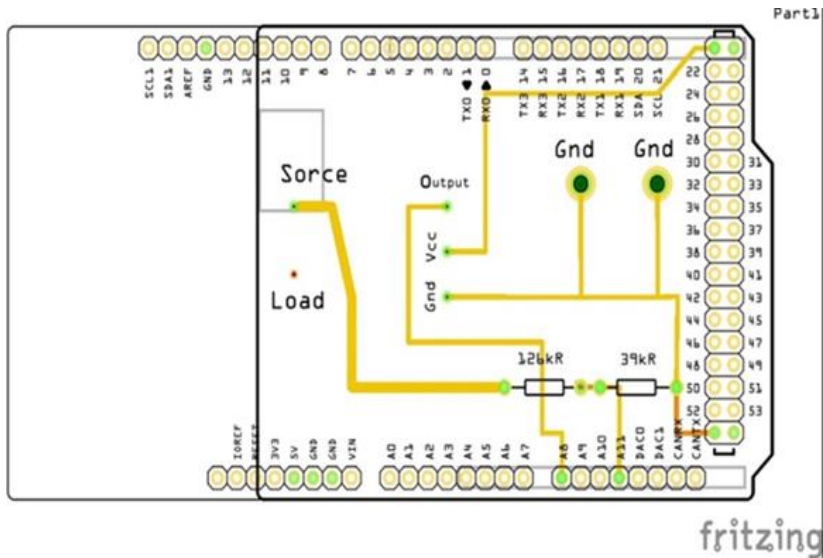 Part1
SCL1
SDA1
AREF
GND
13
12
11
10
9
8
7
6
5
4
3
2
TX0 1
RX0 0
TX3 14
RX3 15
TX2 16
RX2 17
TX1 18
RX1 19
SDA 20
SCL 21
22
24
26
28
30 31
32 33
34 35
36 37
38 39
40 41
42 43
44 45
46 47
48 49
50 51
52 53
Gnd Gnd
Sorce
Output
Vcc
Gnd
Load
126kR 39kR
IOREF
RESET
3V3
5V
GND
GND
VIN
A0
A1
A2
A3
A4
A5
A6
A7
A8
A9
A10
A11
DAC0
DAC1
CANRX
CANTX
fritzing